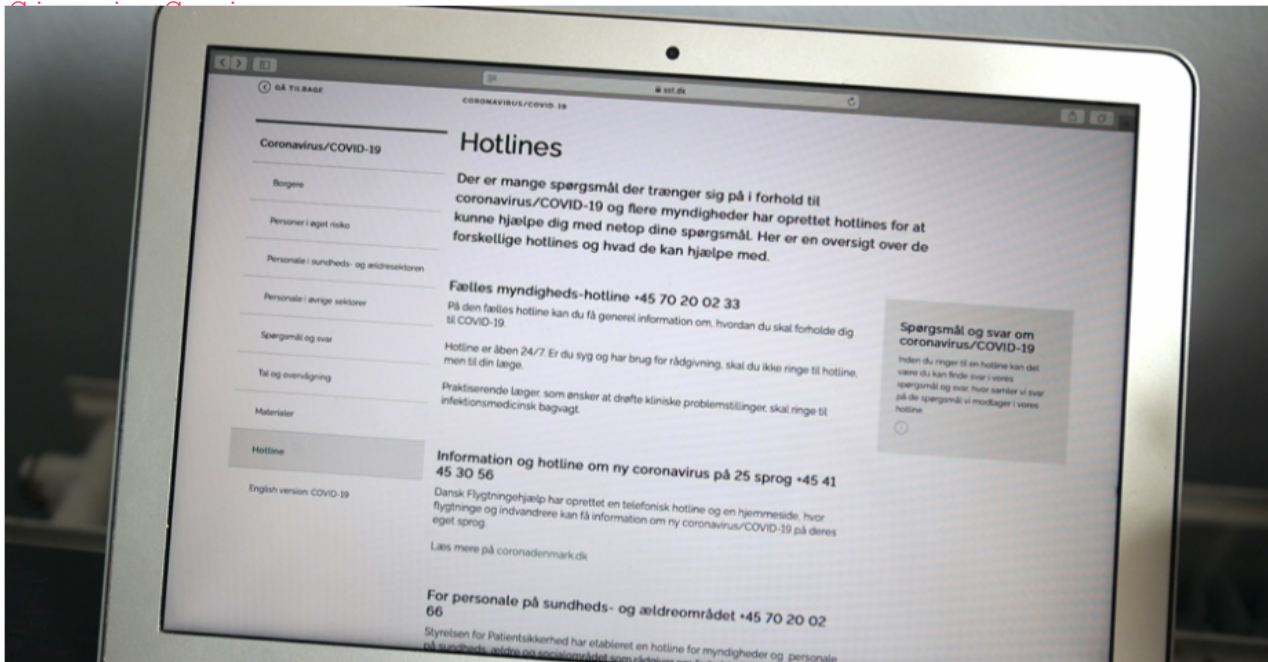 GÅ TILBAGE
sst.dk
CORONAVIRUS/COVID-19
Coronavirus/COVID-19
Borgere
Personer i øget risiko
Personale i sundheds- og ældresektoren
Personale i øvrige sektorer
Spørgsmål og svar
Tal og overvågning
Materialer
Hotline
English version: COVID-19
Hotlines
Der er mange spørgsmål der trænger sig på i forhold til
coronavirus/COVID-19 og flere myndigheder har oprettet hotlines for at
kunne hjælpe dig med netop dine spørgsmål. Her er en oversigt over de
forskellige hotlines og hvad de kan hjælpe med.
Fælles myndigheds-hotline +45 70 20 02 33
På den fælles hotline kan du få generel information om, hvordan du skal forholde dig
til COVID-19.
Hotline er åben 24/7. Er du syg og har brug for rådgivning, skal du ikke ringe til hotline,
men til din læge.
Praktiserende læger, som ønsker at drøfte kliniske problemstillinger, skal ringe til
infektionsmedicinsk bagvagt.
Information og hotline om ny coronavirus på 25 sprog +45 41
45 30 56
Dansk Flygtningehjælp har oprettet en telefonisk hotline og en hjemmeside, hvor
flygtninge og indvandrere kan få information om ny coronavirus/COVID-19 på deres
eget sprog.
Læs mere på coronadenmark.dk
For personale på sundheds- og ældreområdet +45 70 20 02
66
Styrelsen for Patientsikkerhed har etableret en hotline for myndigheder og personale
på sundheds, ældre og socialområdet som rådgiver om
Spørgsmål og svar om
coronavirus/COVID-19
Inden du ringer til en hotline kan det
være du kan finde svar i vores
spørgsmål og svar, hvor samler vi svar
på de spørgsmål vi modtager i vores
hotline